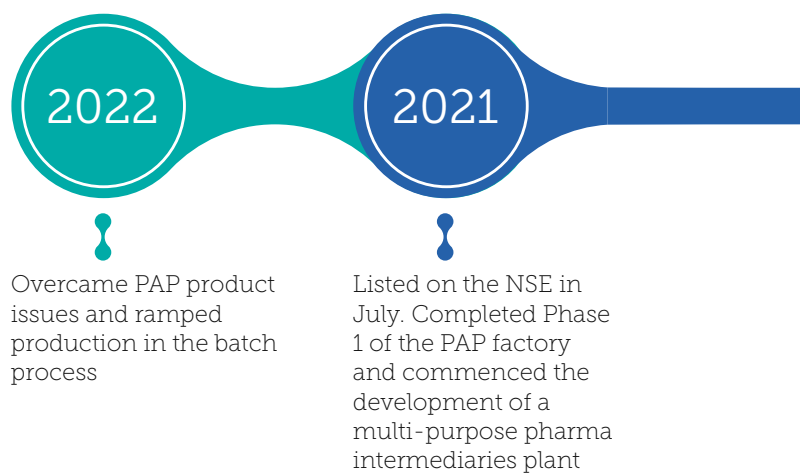 2022
Overcame PAP product
issues and ramped
production in the batch
process
2021
Listed on the NSE in
July. Completed Phase
1 of the PAP factory
and commenced the
development of a
multi-purpose pharma
intermediaries plant